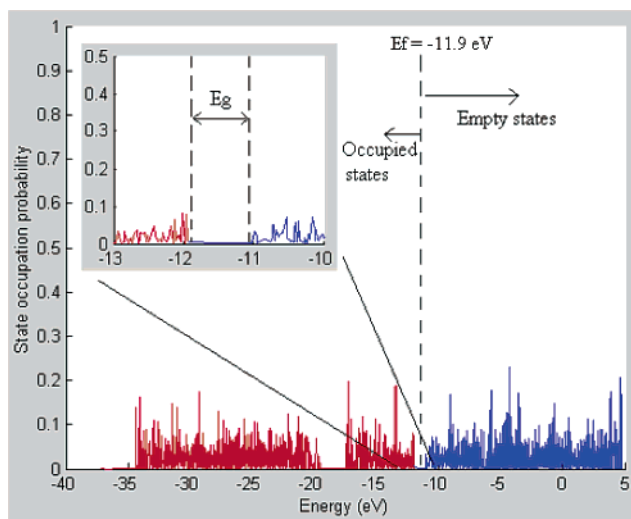 Ef = -11.9 eV
Empty states
Occupied
states
Eg
0.5
0.4
0.3
0.2
0.1
0
-13 -12 -11 -10
State occupation probability
1
0.9
0.8
0.7
0.6
0.5
0.4
0.3
0.2
0.1
0
-40 -35 -30 -25 -20 -15 -10 -5 0 5
Energy (eV)